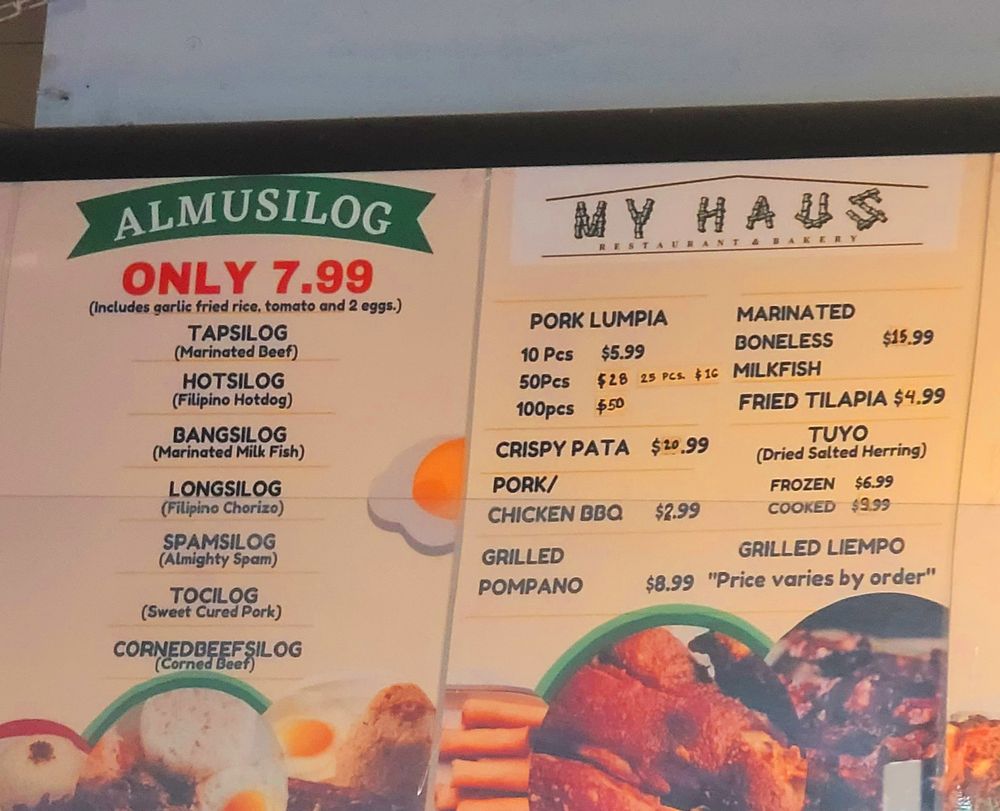 ALMUSILOG
ONLY 7.99
(Includes garlic fried rice, tomato and 2 eggs.)
TAPSILOG
(Marinated Beef)
HOTSILOG
(Filipino Hotdog)
BANGSILOG
(Marinated Milk Fish)
LONGSILOG
(Filipino Chorizo)
SPAMSILOG
(Almighty Spam)
TOCILOG
(Sweet Cured Pork)
CORNEDBEEFSILOG
(Corned Beef)
MY HAUS
RESTAURANT & BAKERY
PORK LUMPIA
10 Pcs $5.99
50Pcs $28 25 PCS. $16
100pcs $50
CRISPY PATA $20.99
PORK/
CHICKEN BBQ $2.99
GRILLED
POMPANO $8.99
MARINATED
BONELESS $15.99
MILKFISH
FRIED TILAPIA $4.99
TUYO
(Dried Salted Herring)
FROZEN $6.99
COOKED $9.99
GRILLED LIEMPO
"Price varies by order"